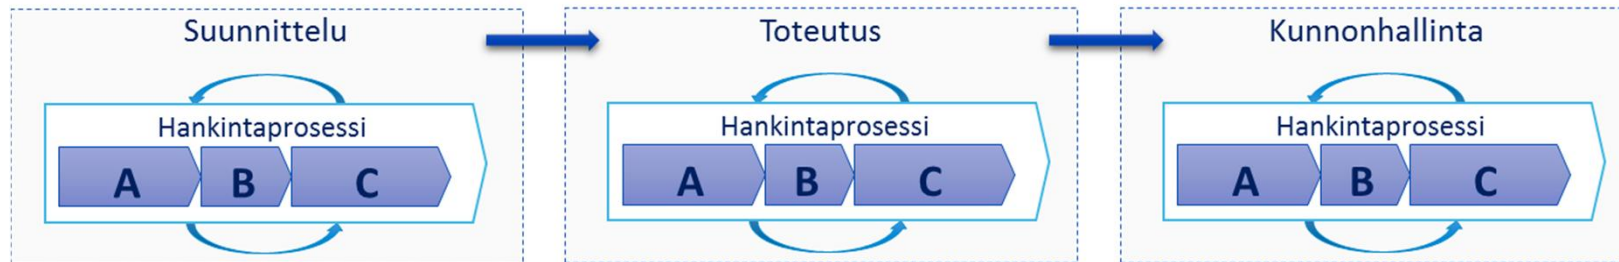 Suunnittelu
Hankintaprosessi
A B C
Toteutus
Hankintaprosessi
A B C
Kunnonhallinta
Hankintaprosessi
A B C